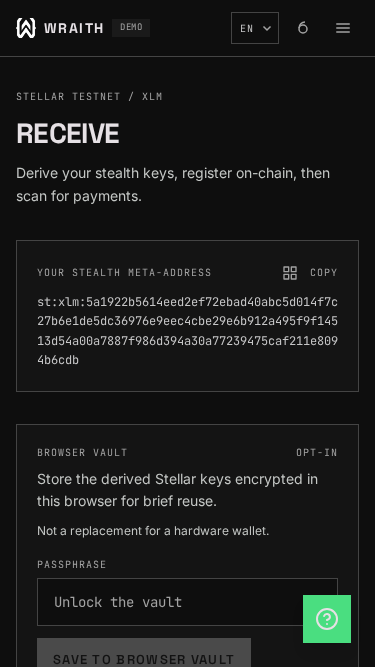 WRAITH DEMO EN
STELLAR TESTNET / XLM
RECEIVE
Derive your stealth keys, register on-chain, then
scan for payments.
YOUR STEALTH META-ADDRESS COPY
st:xlm:5a1922b5614eed2ef72ebad40abc5d014f7c
27b6e1de5dc36976e9eec4cbe29e6b912a495f9f145
13d54a00a7887f986d394a30a77239475caf211e809
4b6cdb
BROWSER VAULT OPT-IN
Store the derived Stellar keys encrypted in
this browser for brief reuse.
Not a replacement for a hardware wallet.
PASSPHRASE
Unlock the vault
SAVE TO BROWSER VAULT